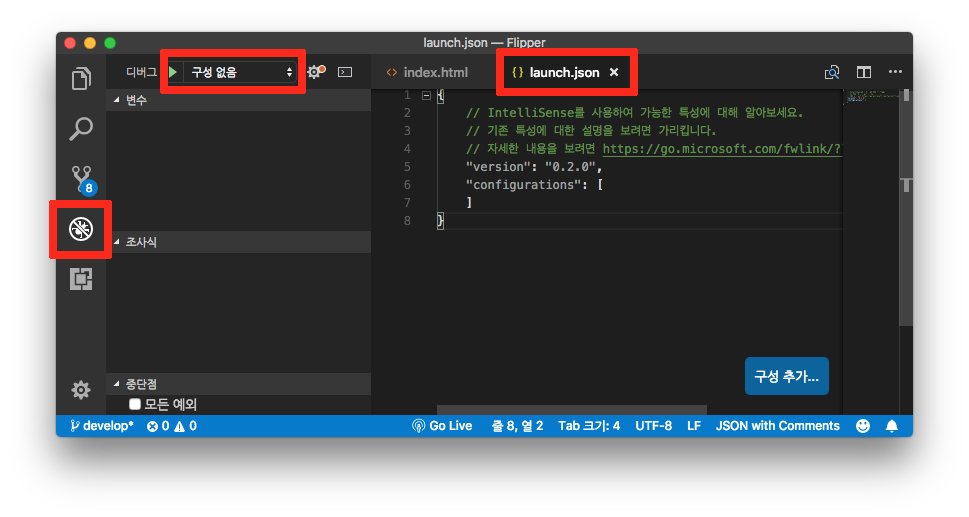 launch.json — Flipper
디버그 구성 없음
index.html
{} launch.json ×
변수
1 {
2 // IntelliSense를 사용하여 가능한 특성에 대해 알아보세요.
3 // 기존 특성에 대한 설명을 보려면 가리킵니다.
4 // 자세한 내용을 보려면 https://go.microsoft.com/fwlink/?
5 "version": "0.2.0",
6 "configurations": [
7 ]
8 }
8
조사식
중단점
모든 예외
구성 추가...
develop* 0 0 Go Live 줄 8, 열 2 Tab 크기: 4 UTF-8 LF JSON with Comments